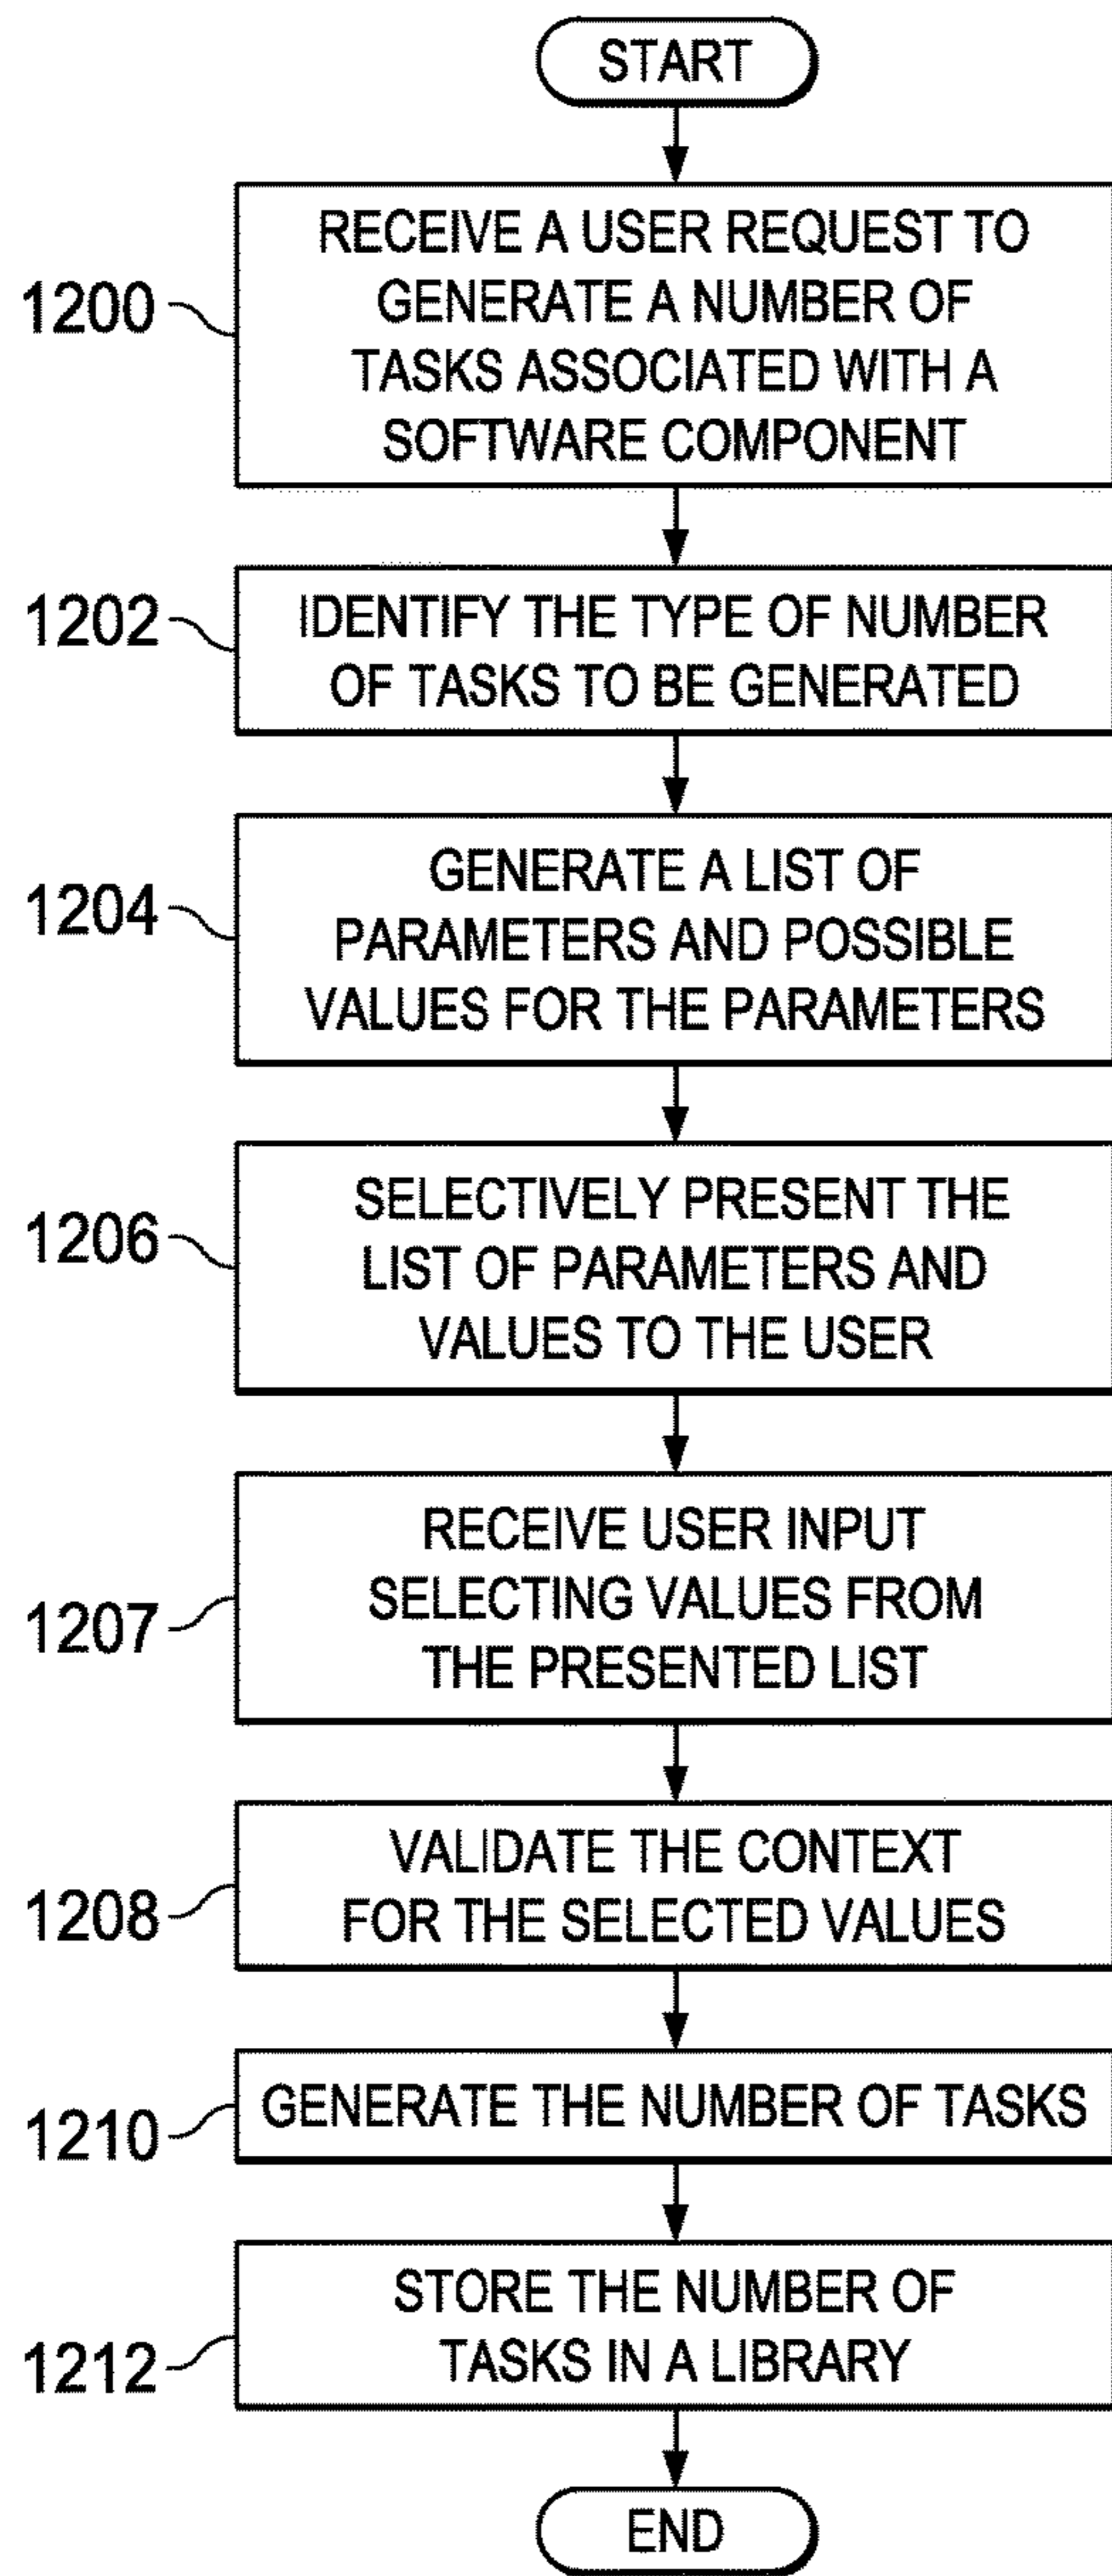 START
1200
RECEIVE A USER REQUEST TO
GENERATE A NUMBER OF
TASKS ASSOCIATED WITH A
SOFTWARE COMPONENT
1202
IDENTIFY THE TYPE OF NUMBER
OF TASKS TO BE GENERATED
1204
GENERATE A LIST OF
PARAMETERS AND POSSIBLE
VALUES FOR THE PARAMETERS
1206
SELECTIVELY PRESENT THE
LIST OF PARAMETERS AND
VALUES TO THE USER
1207
RECEIVE USER INPUT
SELECTING VALUES FROM
THE PRESENTED LIST
1208
VALIDATE THE CONTEXT
FOR THE SELECTED VALUES
1210
GENERATE THE NUMBER OF TASKS
1212
STORE THE NUMBER OF
TASKS IN A LIBRARY
END